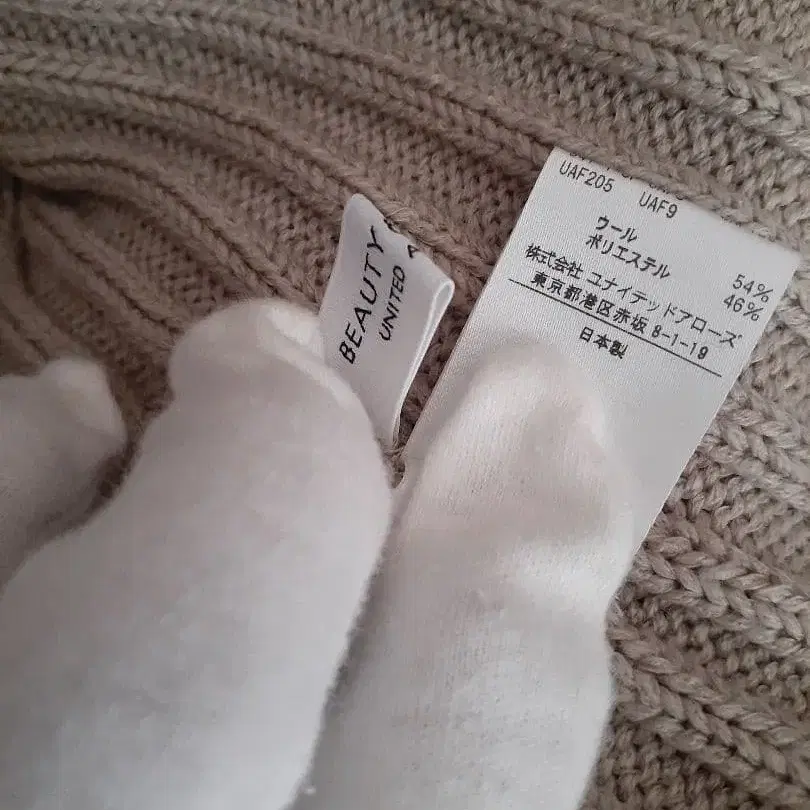 BEAUTY
UNITED A
UAF205 UAF9
ウール 54%
ポリエステル 46%
株式会社 ユナイテッドアローズ
東京都港区赤坂 8-1-19
日本製